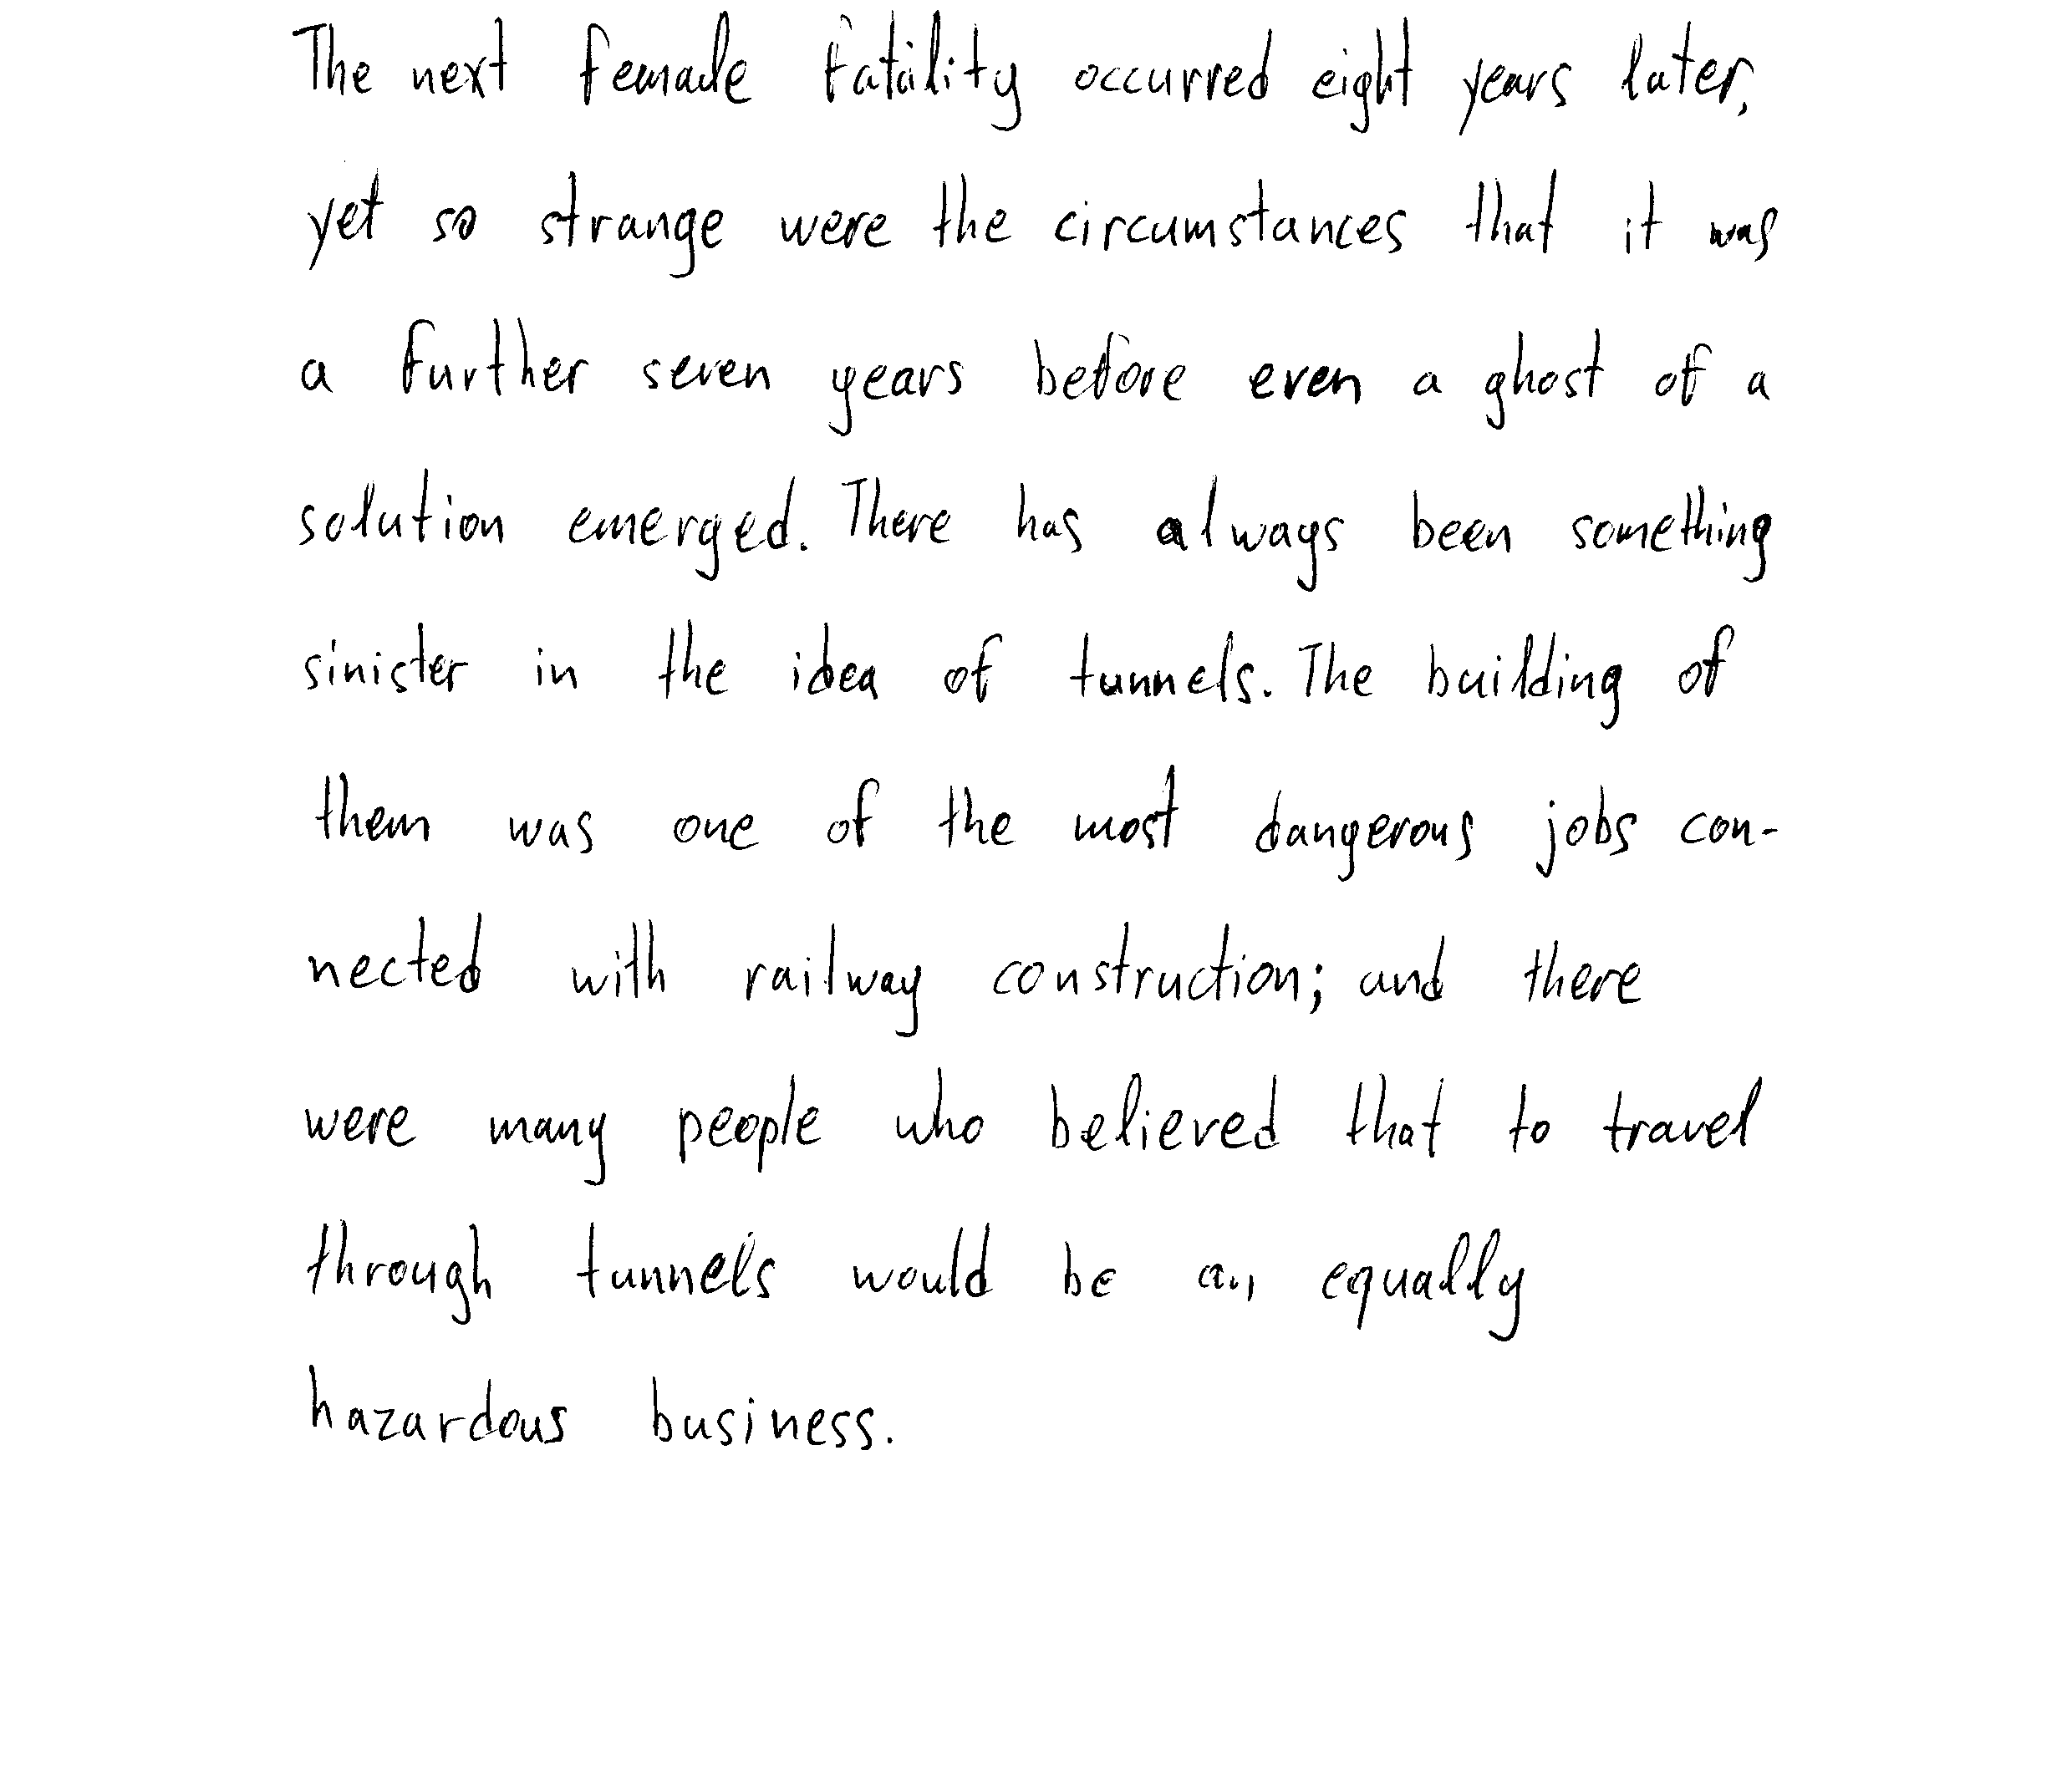 The next female fatality occurred eight years later,
yet so strange were the circumstances that it was
a further seven years before even a ghost of a
solution emerged. There has always been something
sinister in the idea of tunnels. The building of
them was one of the most dangerous jobs con-
nected with railway construction; and there
were many people who believed that to travel
through tunnels would be an equally
hazardous business.